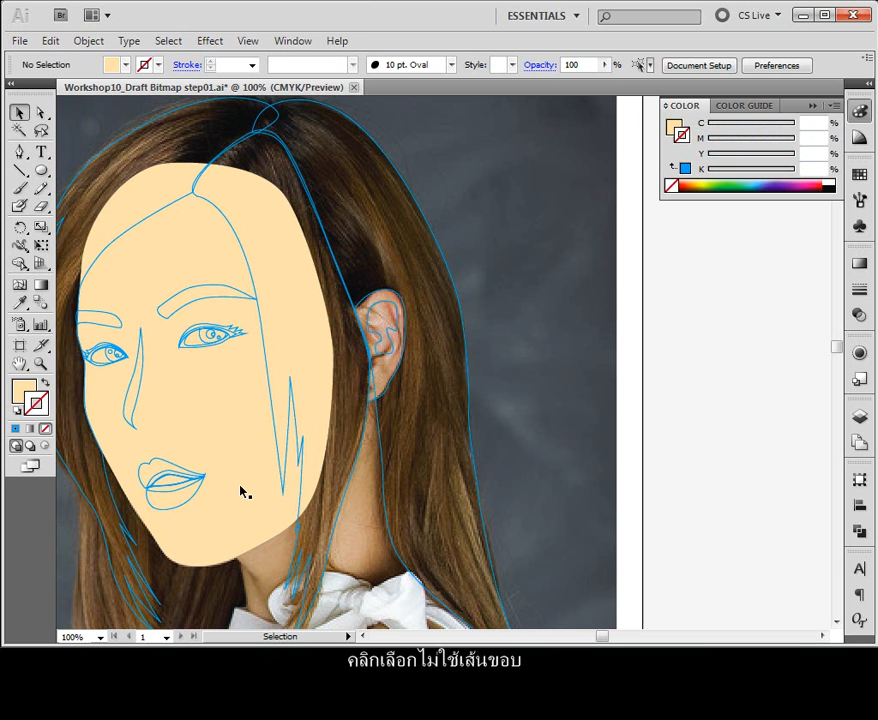 Ai Br ESSENTIALS CS Live
File Edit Object Type Select Effect View Window Help
No Selection Stroke: 10 pt. Oval Style: Opacity: 100 % Document Setup Preferences
Workshop10_Draft Bitmap step01.ai* @ 100% (CMYK/Preview)
COLOR COLOR GUIDE
C %
M %
Y %
K %
100% 1 Selection
คลิกเลือกไม่ใช้เส้นขอบ